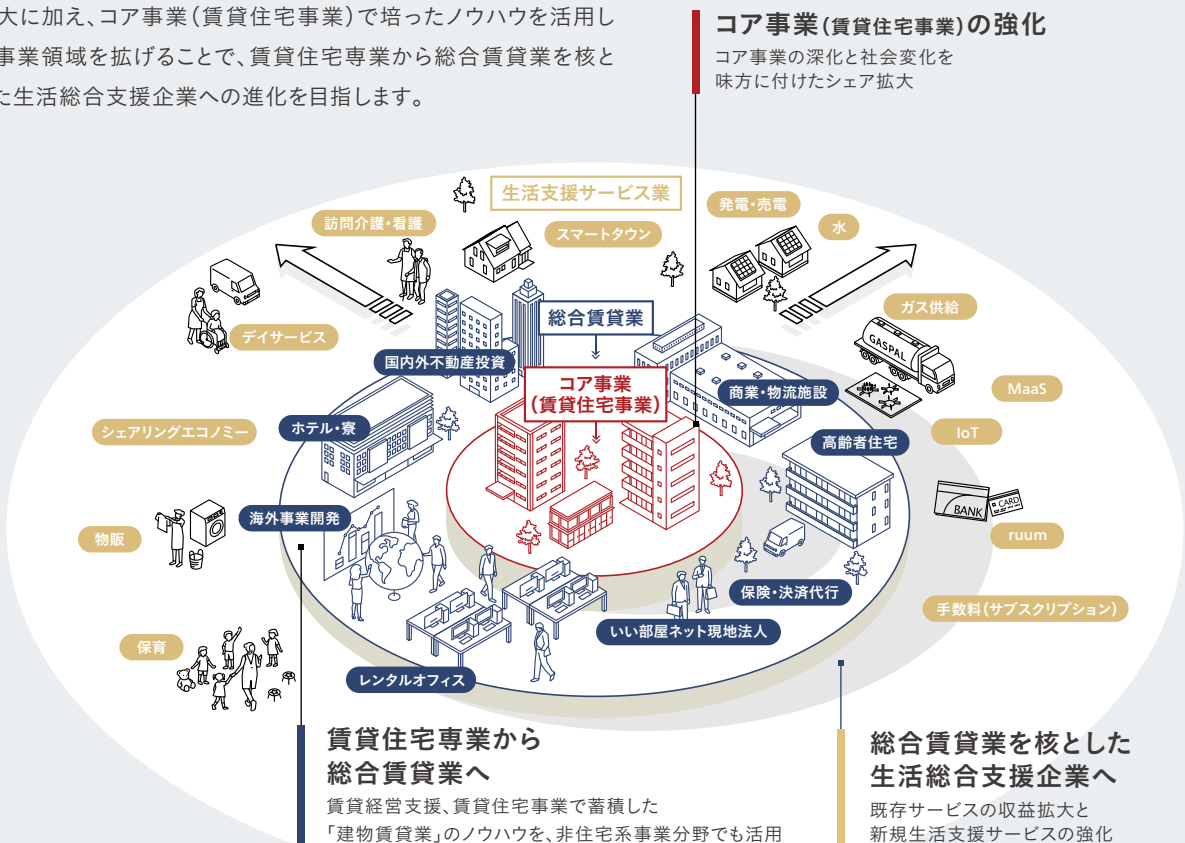 大に加え、コア事業(賃貸住宅事業)で培ったノウハウを活用し
事業領域を拡げることで、賃貸住宅専業から総合賃貸業を核と
た生活総合支援企業への進化を目指します。
コア事業(賃貸住宅事業)の強化
コア事業の深化と社会変化を
味方に付けたシェア拡大
生活支援サービス業
発電・売電
訪問介護・看護
スマートタウン
水
ガス供給
総合賃貸業
デイサービス
GASPAL
国内外不動産投資
コア事業
(賃貸住宅事業)
商業・物流施設
MaaS
シェアリングエコノミー
ホテル・寮
高齢者住宅
IoT
海外事業開発
BANK
CARD
物販
ruum
保険・決済代行
手数料(サブスクリプション)
いい部屋ネット現地法人
保育
レンタルオフィス
賃貸住宅専業から
総合賃貸業へ
賃貸経営支援、賃貸住宅事業で蓄積した
「建物賃貸業」のノウハウを、非住宅系事業分野でも活用
総合賃貸業を核とした
生活総合支援企業へ
既存サービスの収益拡大と
新規生活支援サービスの強化